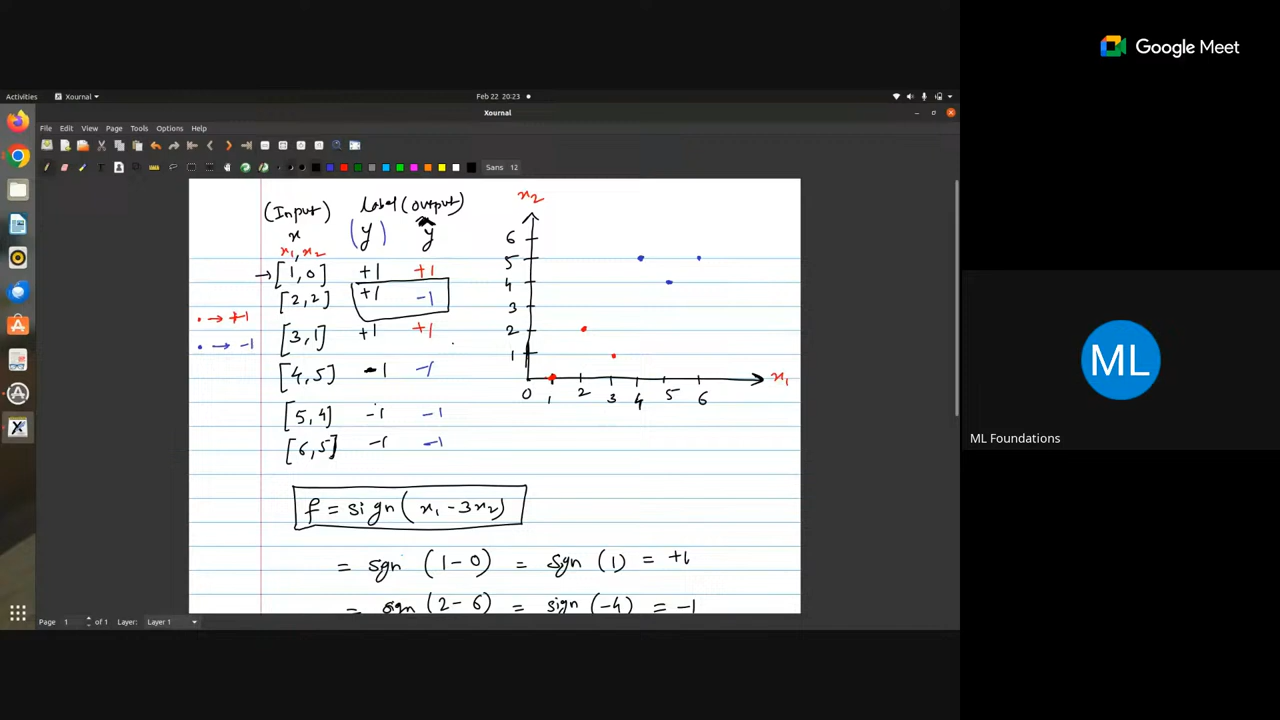 Google Meet
Activities
Xournal
Feb 22 20:23
Xournal
File Edit View Page Tools Options Help
Sans 12
(Input) label (output)
x (y) ŷ
x₁, x₂
→ [1, 0] +1 +1
[2, 2] +1 -1
• → +1
[3, 1] +1 +1
• → -1
[4, 5] -1 -1
[5, 4] -1 -1
[6, 5] -1 -1
x₂
6
5
4
3
2
1
0 1 2 3 4 5 6
x₁
f = sign (x₁ - 3x₂)
= sgn (1 - 0) = sgn (1) = +1
= sgn (2 - 6) = sign (-4) = -1
Page 1 of 1 Layer: Layer 1
ML
ML Foundations